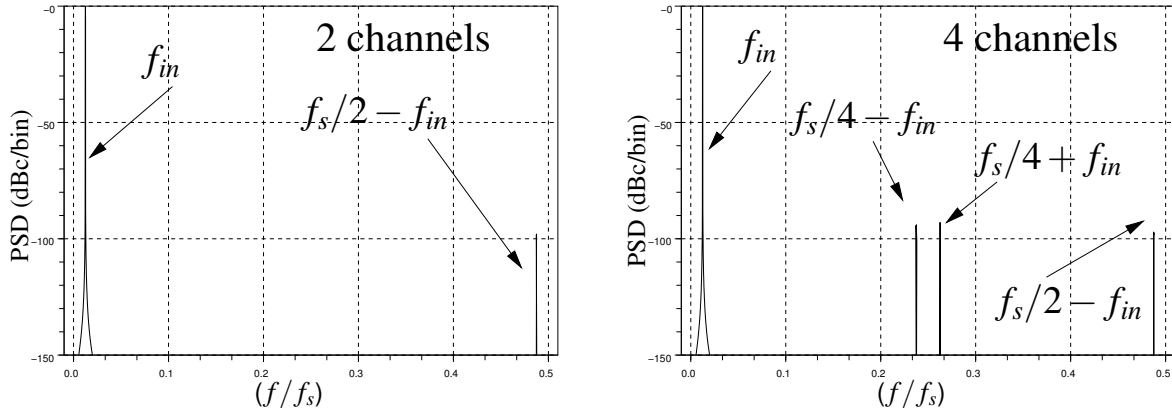 2 channels
f_in
f_s/2 − f_in
PSD (dBc/bin)
−0
−50
−100
−150
0.0 0.1 0.2 0.3 0.4 0.5
(f/f_s)
4 channels
f_in
f_s/4 − f_in
f_s/4 + f_in
f_s/2 − f_in
PSD (dBc/bin)
−0
−50
−100
−150
0.0 0.1 0.2 0.3 0.4 0.5
(f/f_s)